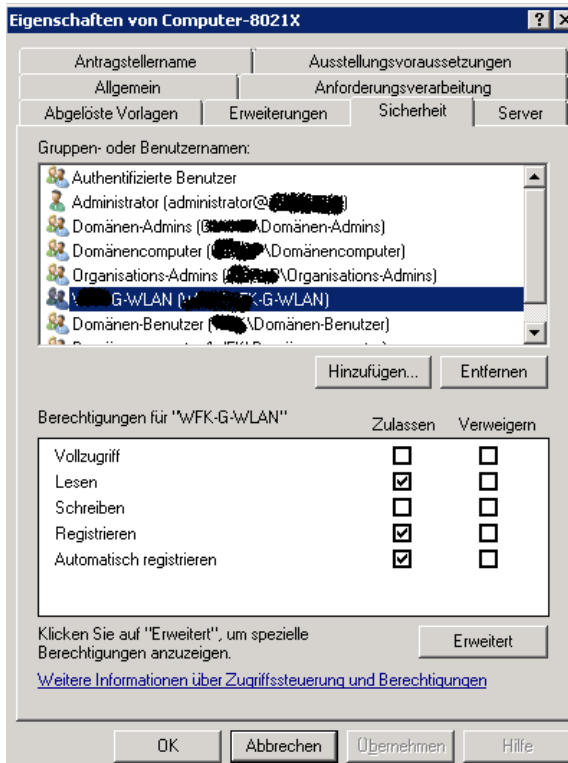 Eigenschaften von Computer-8021X
Antragstellername Ausstellungsvoraussetzungen
Allgemein Anforderungsverarbeitung
Abgelöste Vorlagen Erweiterungen Sicherheit Server
Gruppen- oder Benutzernamen:
Authentifizierte Benutzer
Administrator (administrator@
Domänen-Admins ( \Domänen-Admins)
Domänencomputer ( \Domänencomputer)
Organisations-Admins ( \Organisations-Admins)
G-WLAN ( K-G-WLAN)
Domänen-Benutzer ( \Domänen-Benutzer)
Hinzufügen... Entfernen
Berechtigungen für "WFK-G-WLAN" Zulassen Verweigern
Vollzugriff
Lesen
Schreiben
Registrieren
Automatisch registrieren
Klicken Sie auf "Erweitert", um spezielle
Berechtigungen anzuzeigen.
Erweitert
Weitere Informationen über Zugriffssteuerung und Berechtigungen
OK Abbrechen Übernehmen Hilfe